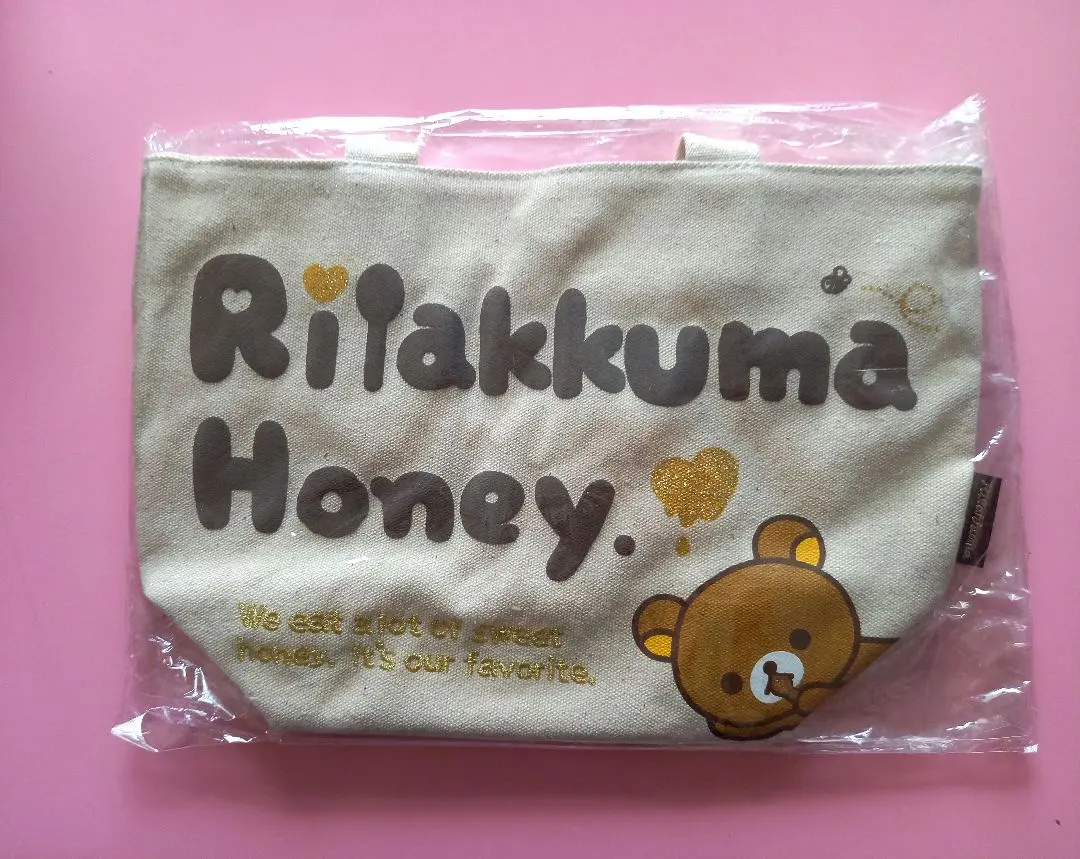 Rilakkuma
Honey.
We eat a lot of sweet
honey. It's our favorite.